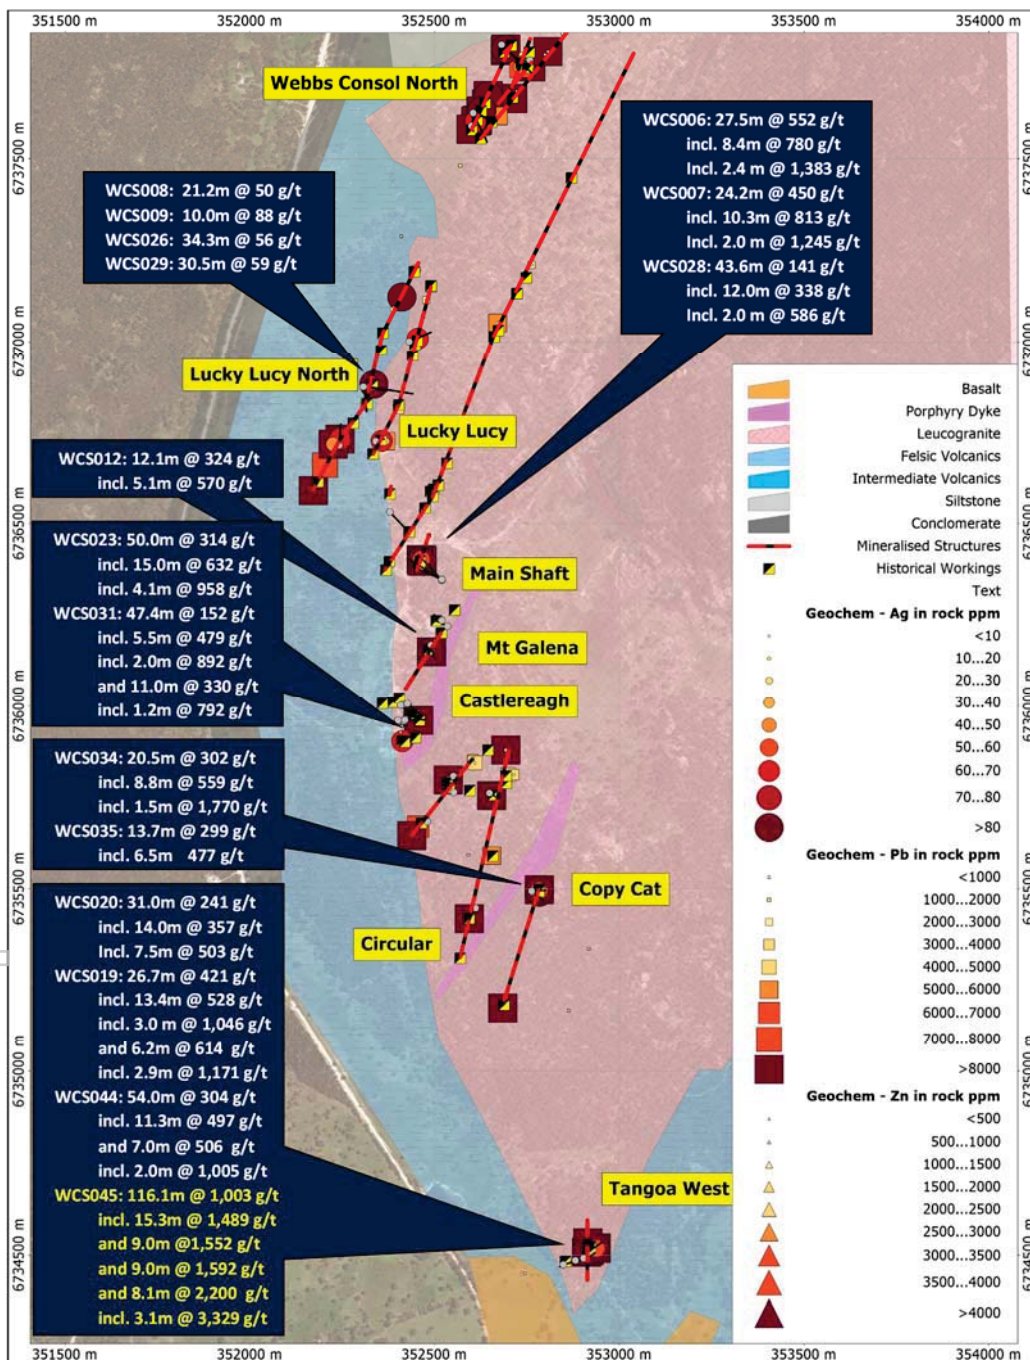 351500 m
352000 m
352500 m
353000 m
353500 m
354000 m
Webbs Consol North
WCS006: 27.5m @ 552 g/t
incl. 8.4m @ 780 g/t
Incl. 2.4 m @ 1,383 g/t
WCS007: 24.2m @ 450 g/t
incl. 10.3m @ 813 g/t
Incl. 2.0 m @ 1,245 g/t
WCS028: 43.6m @ 141 g/t
incl. 12.0m @ 338 g/t
Incl. 2.0 m @ 586 g/t
6737500 m
6737500 m
WCS008: 21.2m @ 50 g/t
WCS009: 10.0m @ 88 g/t
WCS026: 34.3m @ 56 g/t
WCS029: 30.5m @ 59 g/t
6737000 m
6737000 m
Lucky Lucy North
Lucky Lucy
WCS012: 12.1m @ 324 g/t
incl. 5.1m @ 570 g/t
6736500 m
6736500 m
WCS023: 50.0m @ 314 g/t
incl. 15.0m @ 632 g/t
incl. 4.1m @ 958 g/t
WCS031: 47.4m @ 152 g/t
incl. 5.5m @ 479 g/t
incl. 2.0m @ 892 g/t
and 11.0m @ 330 g/t
incl. 1.2m @ 792 g/t
Main Shaft
Mt Galena
Castlereagh
6736000 m
6736000 m
WCS034: 20.5m @ 302 g/t
incl. 8.8m @ 559 g/t
incl. 1.5m @ 1,770 g/t
WCS035: 13.7m @ 299 g/t
incl. 6.5m 477 g/t
Copy Cat
Circular
6735500 m
6735500 m
WCS020: 31.0m @ 241 g/t
incl. 14.0m @ 357 g/t
Incl. 7.5m @ 503 g/t
WCS019: 26.7m @ 421 g/t
incl. 13.4m @ 528 g/t
incl. 3.0 m @ 1,046 g/t
and 6.2m @ 614 g/t
incl. 2.9m @ 1,171 g/t
WCS044: 54.0m @ 304 g/t
incl. 11.3m @ 497 g/t
and 7.0m @ 506 g/t
incl. 2.0m @ 1,005 g/t
WCS045: 116.1m @ 1,003 g/t
incl. 15.3m @ 1,489 g/t
and 9.0m @1,552 g/t
and 9.0m @ 1,592 g/t
and 8.1m @ 2,200 g/t
incl. 3.1m @ 3,329 g/t
6735000 m
6735000 m
Tangoa West
6734500 m
6734500 m
Basalt
Porphyry Dyke
Leucogranite
Felsic Volcanics
Intermediate Volcanics
Siltstone
Conclomerate
Mineralised Structures
Historical Workings
Text
Geochem - Ag in rock ppm
<10
10...20
20...30
30...40
40...50
50...60
60...70
70...80
>80
Geochem - Pb in rock ppm
<1000
1000...2000
2000...3000
3000...4000
4000...5000
5000...6000
6000...7000
7000...8000
>8000
Geochem - Zn in rock ppm
<500
500...1000
1000...1500
1500...2000
2000...2500
2500...3000
3000...3500
3500...4000
>4000
351500 m
352000 m
352500 m
353000 m
353500 m
354000 m